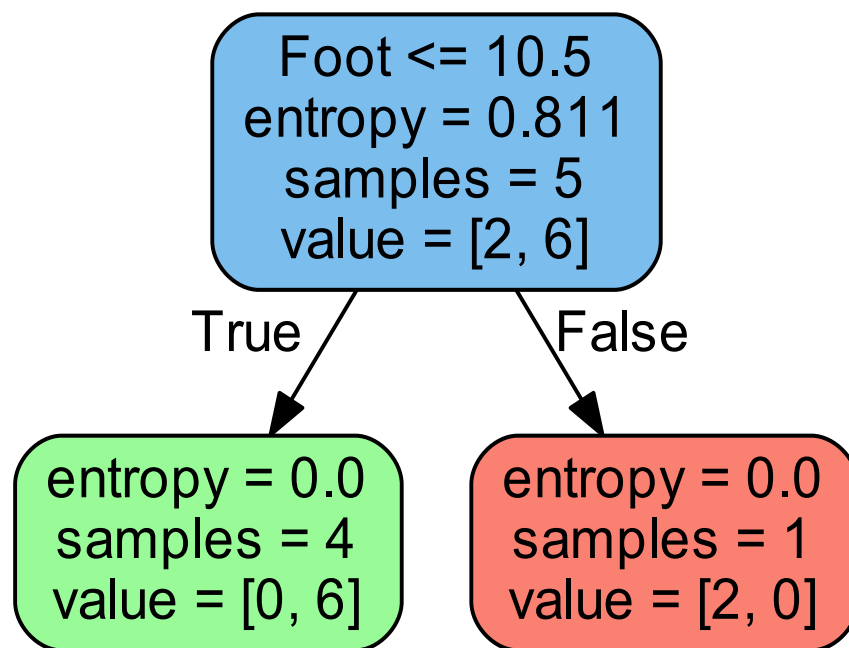 Foot <= 10.5
entropy = 0.811
samples = 5
value = [2, 6]
True
False
entropy = 0.0
samples = 4
value = [0, 6]
entropy = 0.0
samples = 1
value = [2, 0]